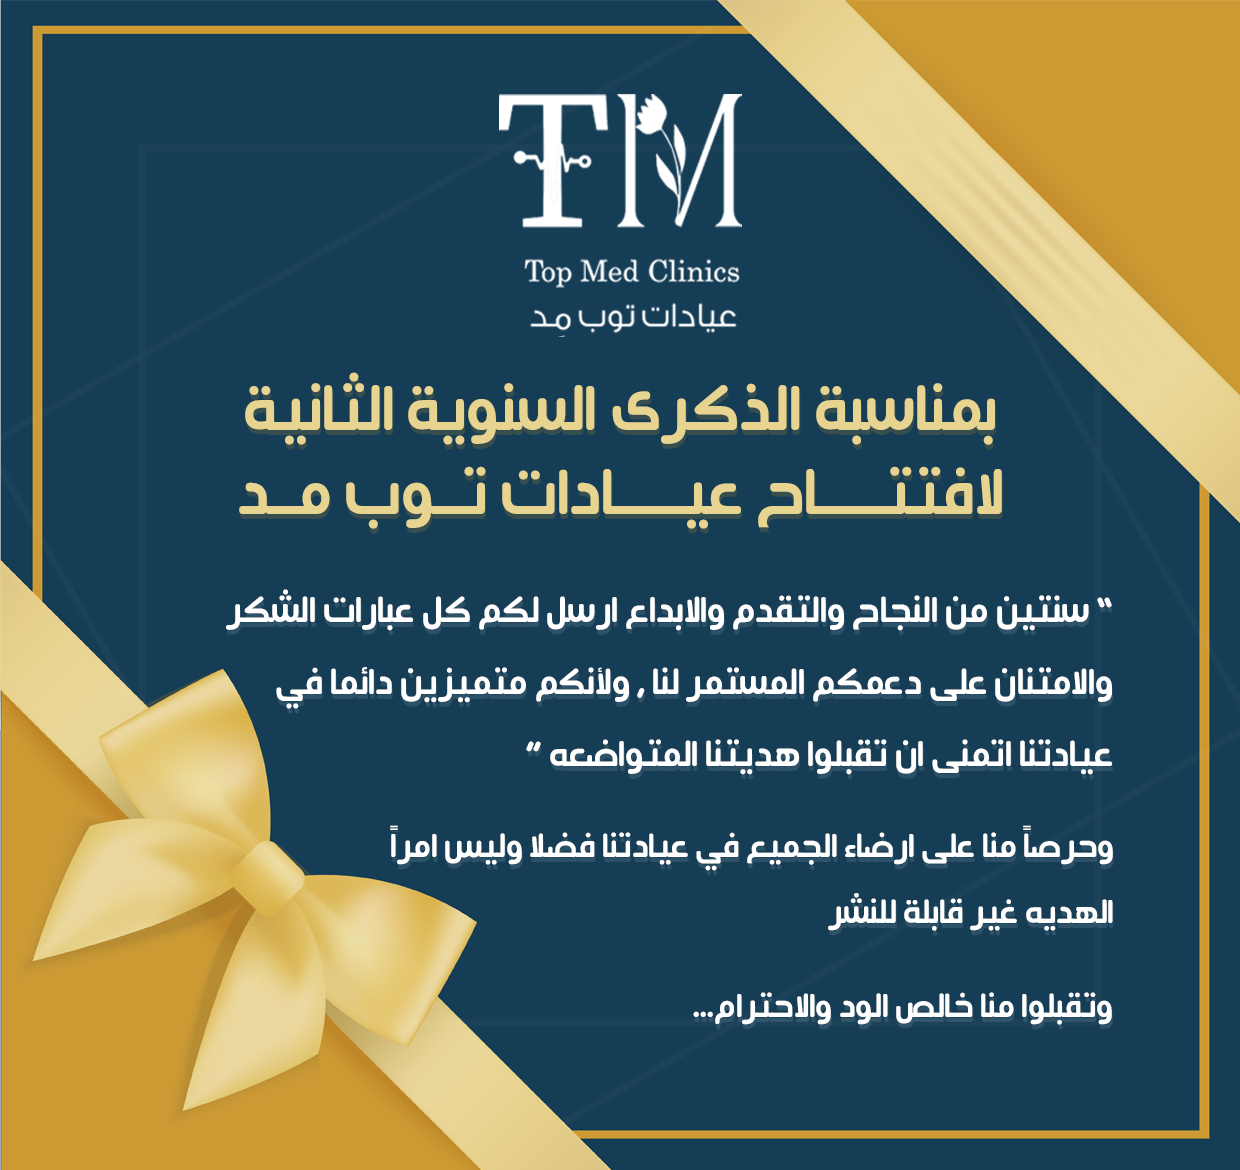 TM
Top Med Clinics
عيادات توب مِد
بمناسبة الذكرى السنوية الثانية
لافتتـــــاح عيـــــادات تـــوب مــد
” سنتين من النجاح والتقدم والابداع ارسل لكم كل عبارات الشكر
والامتنان على دعمكم المستمر لنا , ولأنكم متميزين دائما في
عيادتنا اتمنى ان تقبلوا هديتنا المتواضعه “
وحرصاً منا على ارضاء الجميع في عيادتنا فضلا وليس امراً
الهديه غير قابلة للنشر
وتقبلوا منا خالص الود والاحترام...